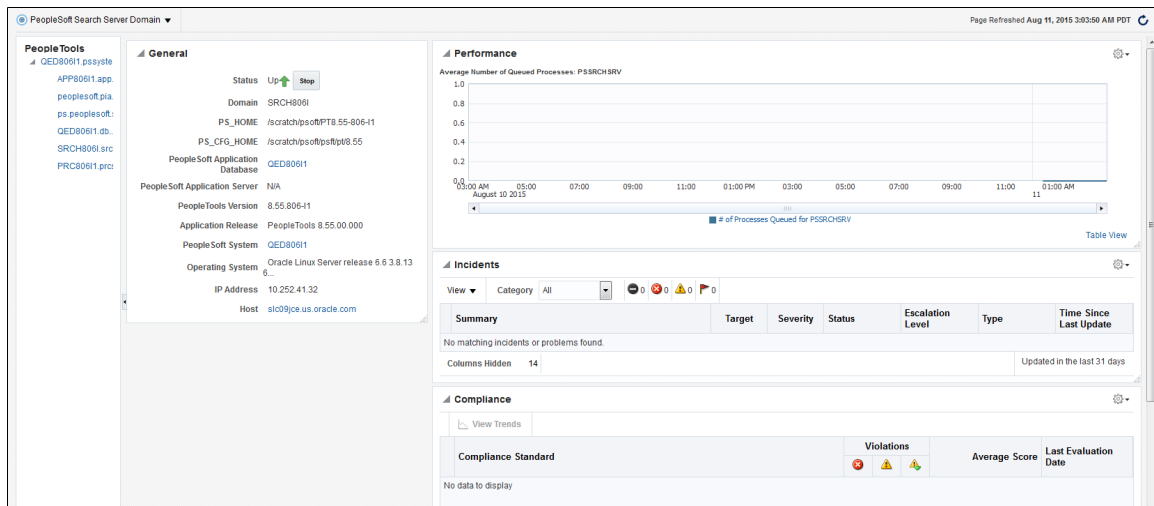 PeopleSoft Search Server Domain
Page Refreshed Aug 11, 2015 3:03:50 AM PDT
PeopleTools
QED806I1.pssyste
APP806I1.app.
peoplesoft.pia.
ps.peoplesoft.
QED806I1.db..
SRCH806I.src
PRC806I1.prcs
General
Status Up Stop
Domain SRCH806I
PS_HOME /scratch/psoft/PT8.55-806-I1
PS_CFG_HOME /scratch/psoft/psft/pt/8.55
PeopleSoft Application
Database QED806I1
PeopleSoft Application Server N/A
PeopleTools Version 8.55.806-I1
Application Release PeopleTools 8.55.00.000
PeopleSoft System QED806I1
Operating System Oracle Linux Server release 6.6 3.8.13
6...
IP Address 10.252.41.32
Host slc09jce.us.oracle.com
Performance
Average Number of Queued Processes: PSSRCHSRV
1.0
0.8
0.6
0.4
0.2
0.0
03:00 AM 05:00 07:00 09:00 11:00 01:00 PM 03:00 05:00 07:00 09:00 11:00 01:00 AM
August 10 2015 11
# of Processes Queued for PSSRCHSRV
Table View
Incidents
View Category All 0 0 0 0
Summary Target Severity Status Escalation Level Type Time Since Last Update
No matching incidents or problems found.
Columns Hidden 14 Updated in the last 31 days
Compliance
View Trends
Compliance Standard Violations Average Score Last Evaluation Date
No data to display